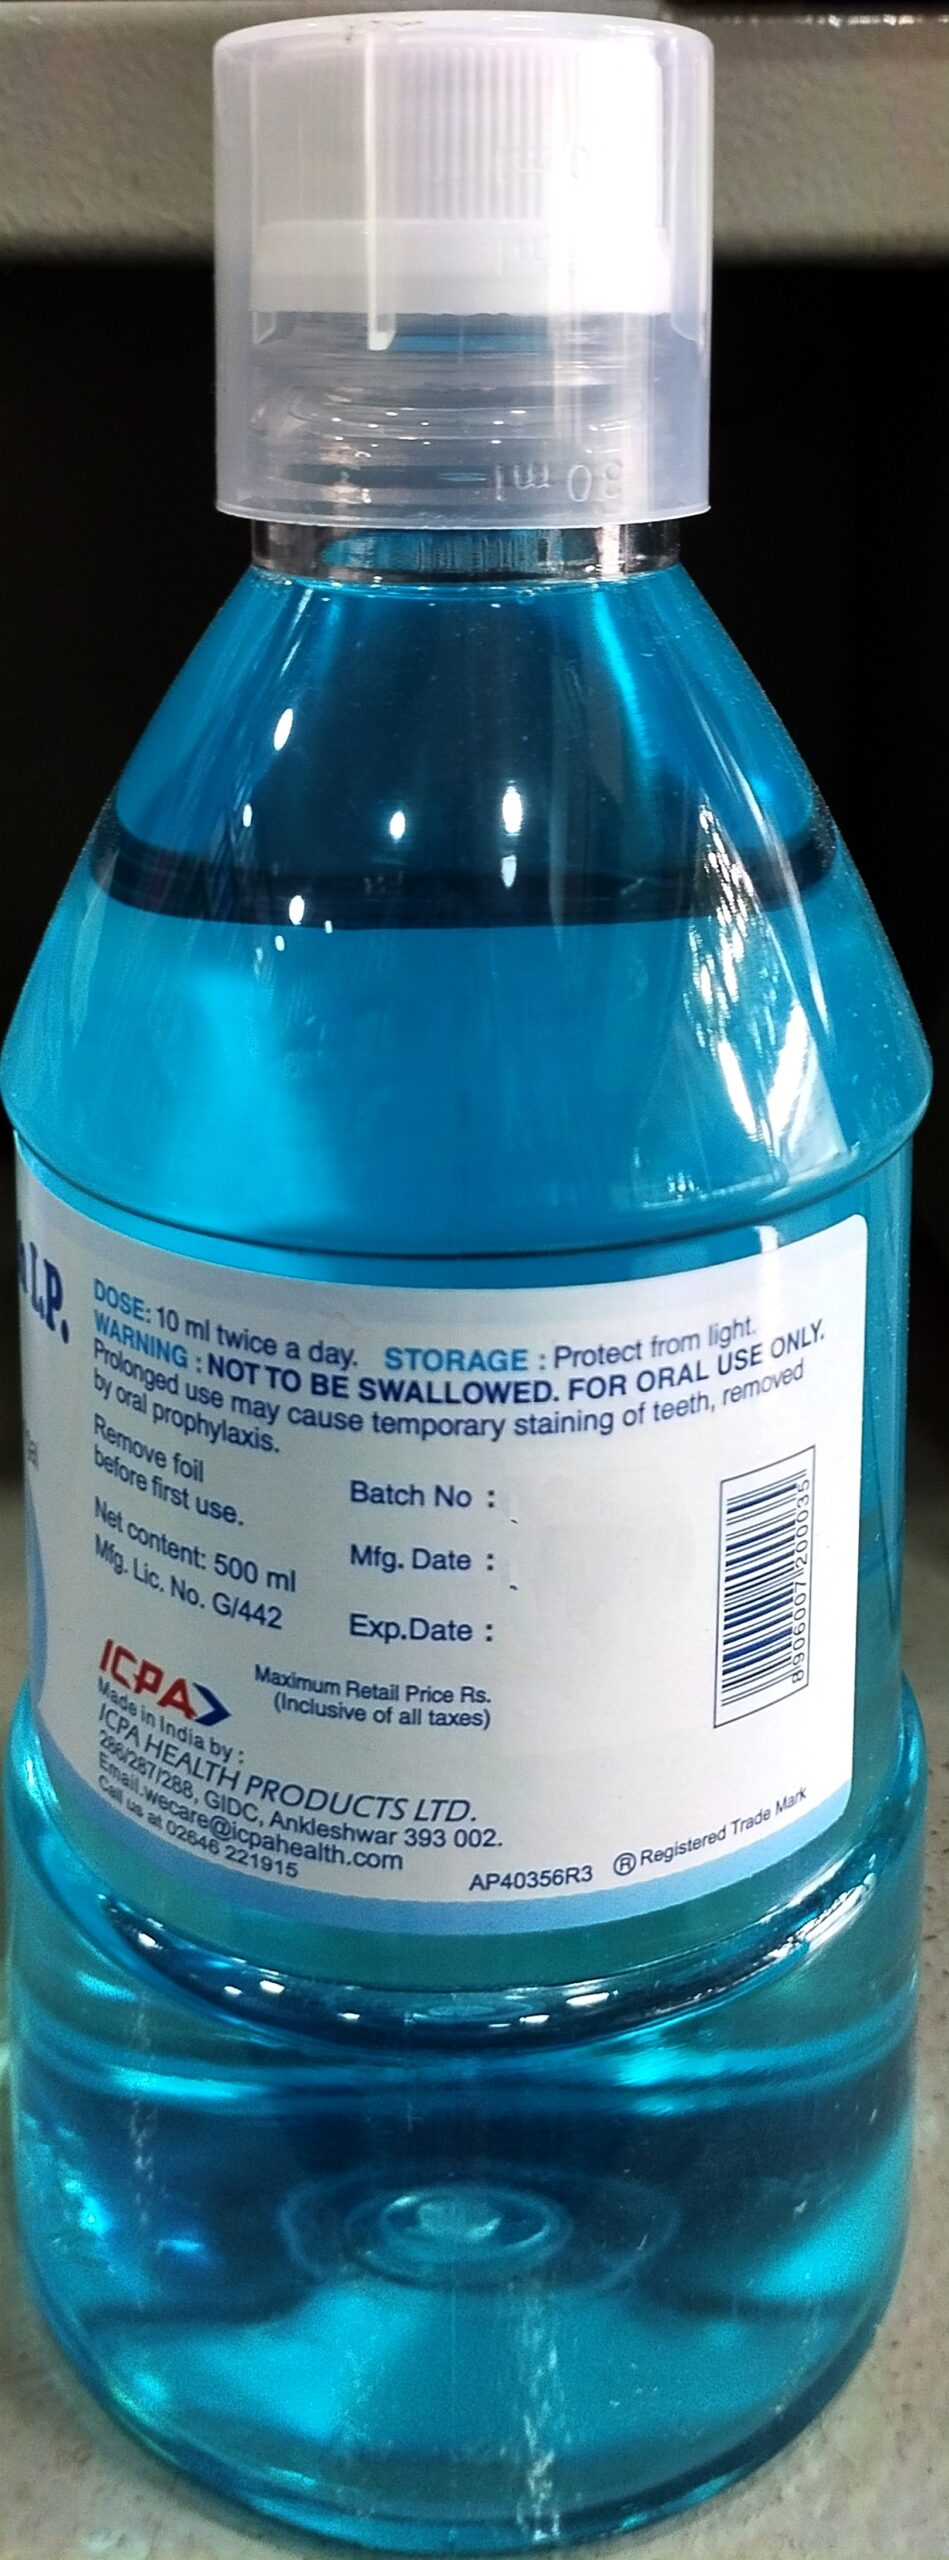 30 ml
I.P.
DOSE: 10 ml twice a day. STORAGE : Protect from light.
WARNING : NOT TO BE SWALLOWED. FOR ORAL USE ONLY.
Prolonged use may cause temporary staining of teeth, removed
by oral prophylaxis.
Remove foil
before first use.
Net content: 500 ml
Mfg. Lic. No. G/442
Batch No :
Mfg. Date :
Exp.Date :
Maximum Retail Price Rs.
(Inclusive of all taxes)
8906007200035
ICPA
Made in India by :
ICPA HEALTH PRODUCTS LTD.
286/287/288, GIDC, Ankleshwar 393 002.
Email.wecare@icpahealth.com
Call us at 02646 221915
AP40356R3
® Registered Trade Mark